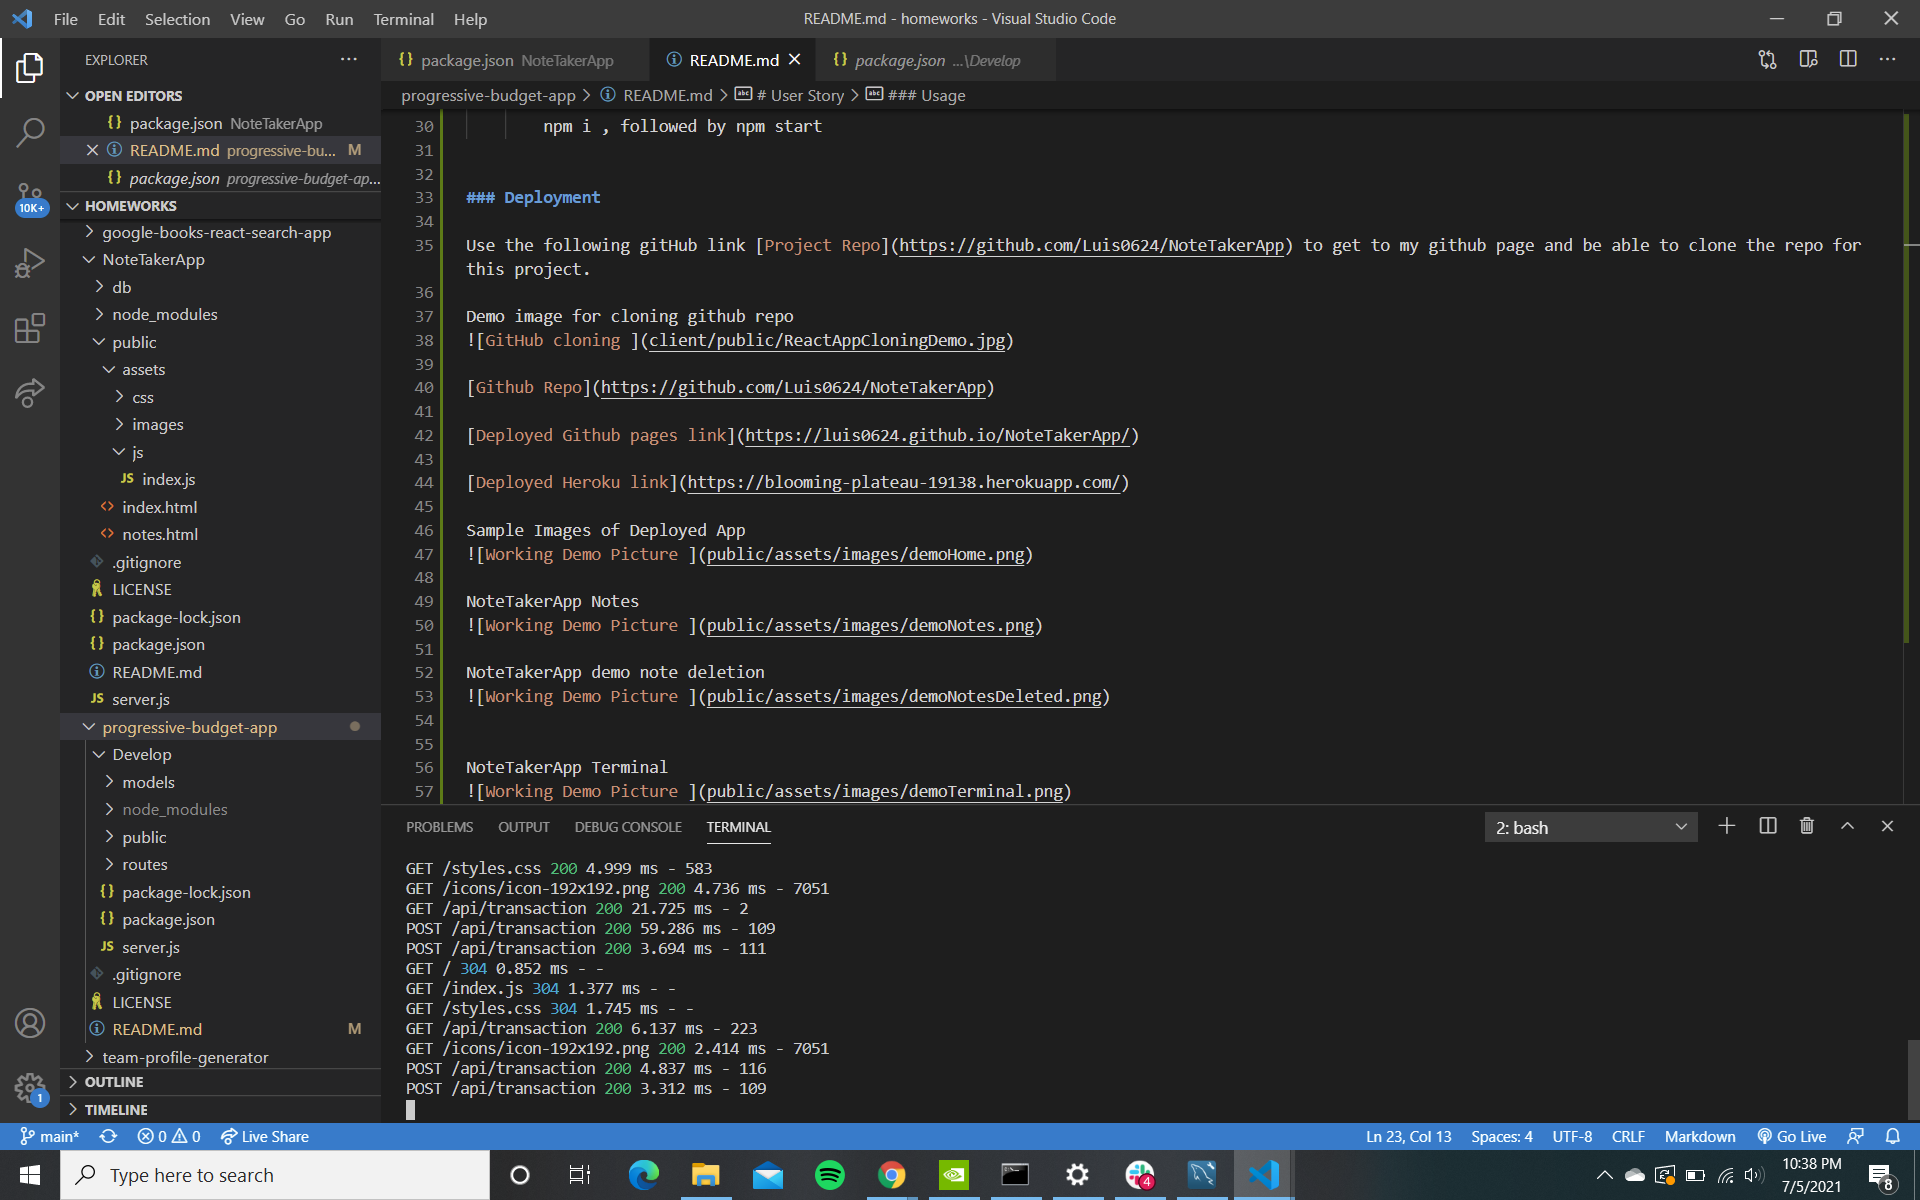 File Edit Selection View Go Run Terminal Help
README.md - homeworks - Visual Studio Code
EXPLORER
OPEN EDITORS
package.json NoteTakerApp
README.md progressive-bu... M
package.json progressive-budget-ap...
10K+
HOMEWORKS
google-books-react-search-app
NoteTakerApp
db
node_modules
public
assets
css
images
js
JS index.js
index.html
notes.html
.gitignore
LICENSE
package-lock.json
package.json
README.md
JS server.js
progressive-budget-app
Develop
models
node_modules
public
routes
package-lock.json
package.json
JS server.js
.gitignore
LICENSE
README.md M
team-profile-generator
OUTLINE
1
TIMELINE
package.json NoteTakerApp
README.md
package.json ...\Develop
progressive-budget-app > README.md > # User Story > ### Usage
30 npm i , followed by npm start
31
32
33 ### Deployment
34
35 Use the following gitHub link [Project Repo](https://github.com/Luis0624/NoteTakerApp) to get to my github page and be able to clone the repo for
this project.
36
37 Demo image for cloning github repo
38 ![GitHub cloning ](client/public/ReactAppCloningDemo.jpg)
39
40 [Github Repo](https://github.com/Luis0624/NoteTakerApp)
41
42 [Deployed Github pages link](https://luis0624.github.io/NoteTakerApp/)
43
44 [Deployed Heroku link](https://blooming-plateau-19138.herokuapp.com/)
45
46 Sample Images of Deployed App
47 ![Working Demo Picture ](public/assets/images/demoHome.png)
48
49 NoteTakerApp Notes
50 ![Working Demo Picture ](public/assets/images/demoNotes.png)
51
52 NoteTakerApp demo note deletion
53 ![Working Demo Picture ](public/assets/images/demoNotesDeleted.png)
54
55
56 NoteTakerApp Terminal
57 ![Working Demo Picture ](public/assets/images/demoTerminal.png)
PROBLEMS OUTPUT DEBUG CONSOLE TERMINAL
2: bash
GET /styles.css 200 4.999 ms - 583
GET /icons/icon-192x192.png 200 4.736 ms - 7051
GET /api/transaction 200 21.725 ms - 2
POST /api/transaction 200 59.286 ms - 109
POST /api/transaction 200 3.694 ms - 111
GET / 304 0.852 ms - -
GET /index.js 304 1.377 ms - -
GET /styles.css 304 1.745 ms - -
GET /api/transaction 200 6.137 ms - 223
GET /icons/icon-192x192.png 200 2.414 ms - 7051
POST /api/transaction 200 4.837 ms - 116
POST /api/transaction 200 3.312 ms - 109
main* 0 0 Live Share
Ln 23, Col 13 Spaces: 4 UTF-8 CRLF Markdown Go Live
Type here to search
4
10:38 PM
7/5/2021
8